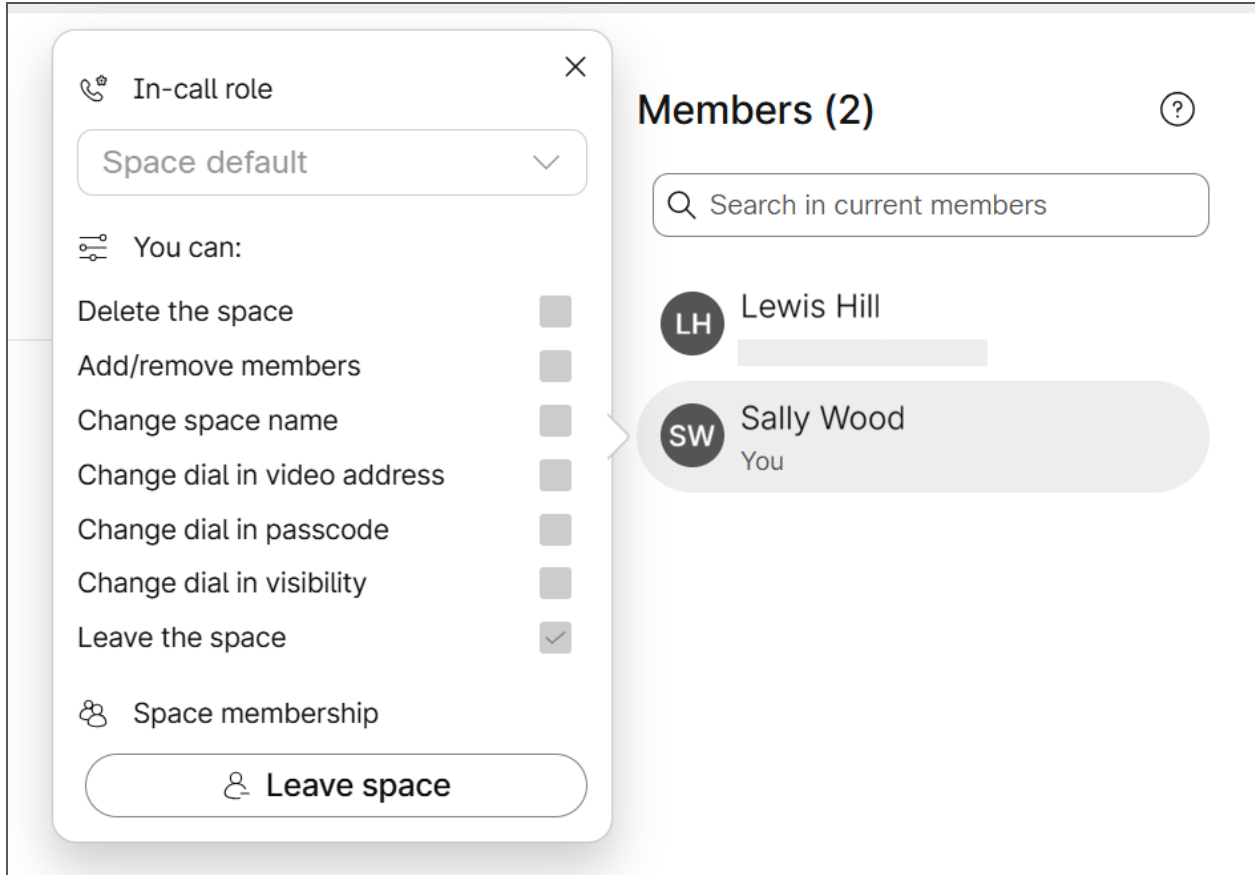 In-call role
Space default
You can:
Delete the space
Add/remove members
Change space name
Change dial in video address
Change dial in passcode
Change dial in visibility
Leave the space
Space membership
Leave space
Members (2)
?
Search in current members
LH
Lewis Hill
SW
Sally Wood
You